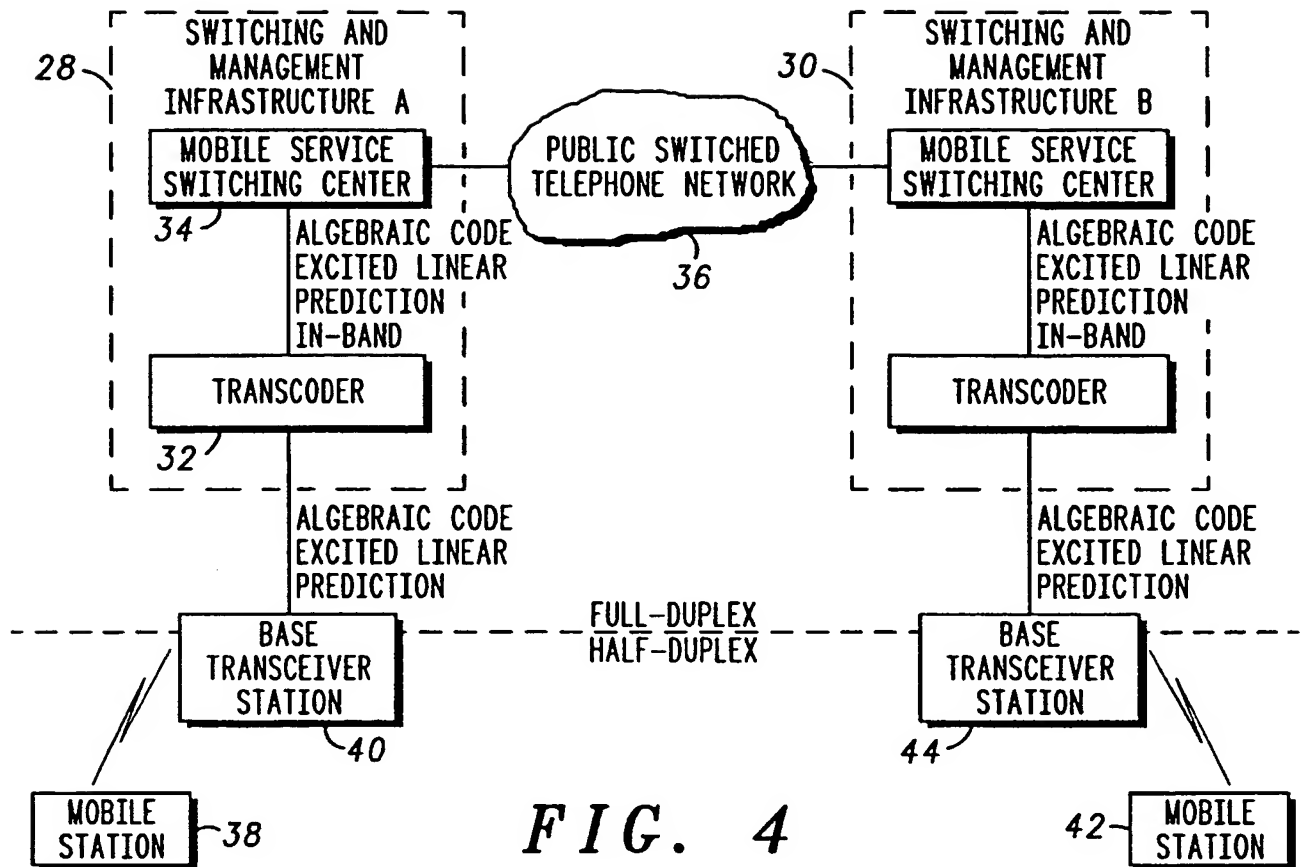 SWITCHING AND
MANAGEMENT
INFRASTRUCTURE A
28
MOBILE SERVICE
SWITCHING CENTER
34
ALGEBRAIC CODE
EXCITED LINEAR
PREDICTION
IN-BAND
TRANSCODER
32
ALGEBRAIC CODE
EXCITED LINEAR
PREDICTION
BASE
TRANSCEIVER
STATION
40
MOBILE
STATION
38
PUBLIC SWITCHED
TELEPHONE NETWORK
36
FULL-DUPLEX
HALF-DUPLEX
SWITCHING AND
MANAGEMENT
INFRASTRUCTURE B
30
MOBILE SERVICE
SWITCHING CENTER
ALGEBRAIC CODE
EXCITED LINEAR
PREDICTION
IN-BAND
TRANSCODER
ALGEBRAIC CODE
EXCITED LINEAR
PREDICTION
BASE
TRANSCEIVER
STATION
44
42
MOBILE
STATION
FIG. 4